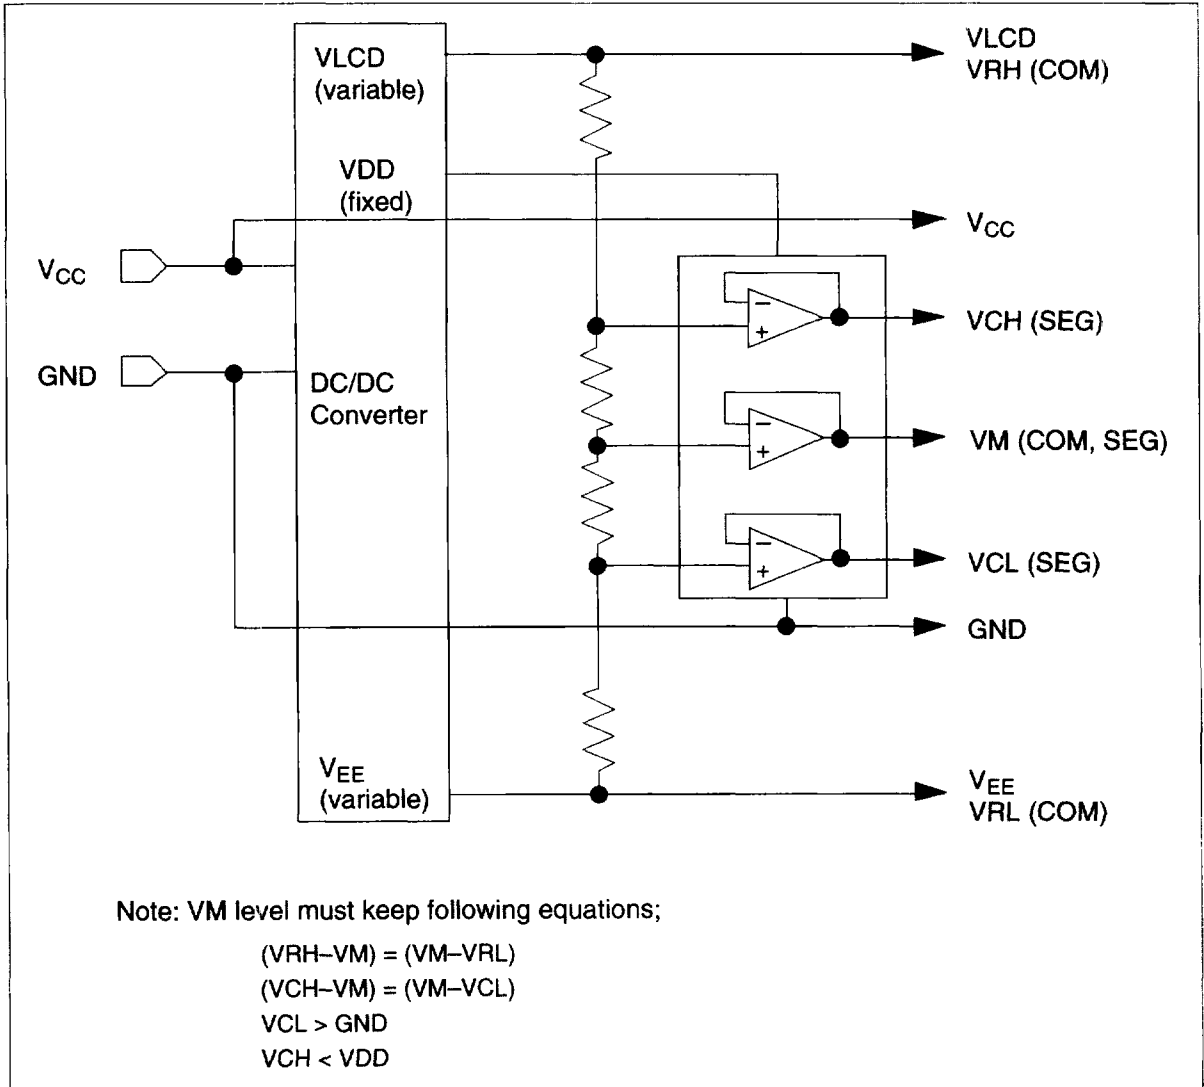 VLCD
(variable)
VLCD
VRH (COM)
VDD
(fixed)
VCC
VCC
VCH (SEG)
−
+
GND
DC/DC
Converter
VM (COM, SEG)
−
+
VCL (SEG)
−
+
GND
VEE
(variable)
VEE
VRL (COM)
Note: VM level must keep following equations;
(VRH–VM) = (VM–VRL)
(VCH–VM) = (VM–VCL)
VCL > GND
VCH < VDD